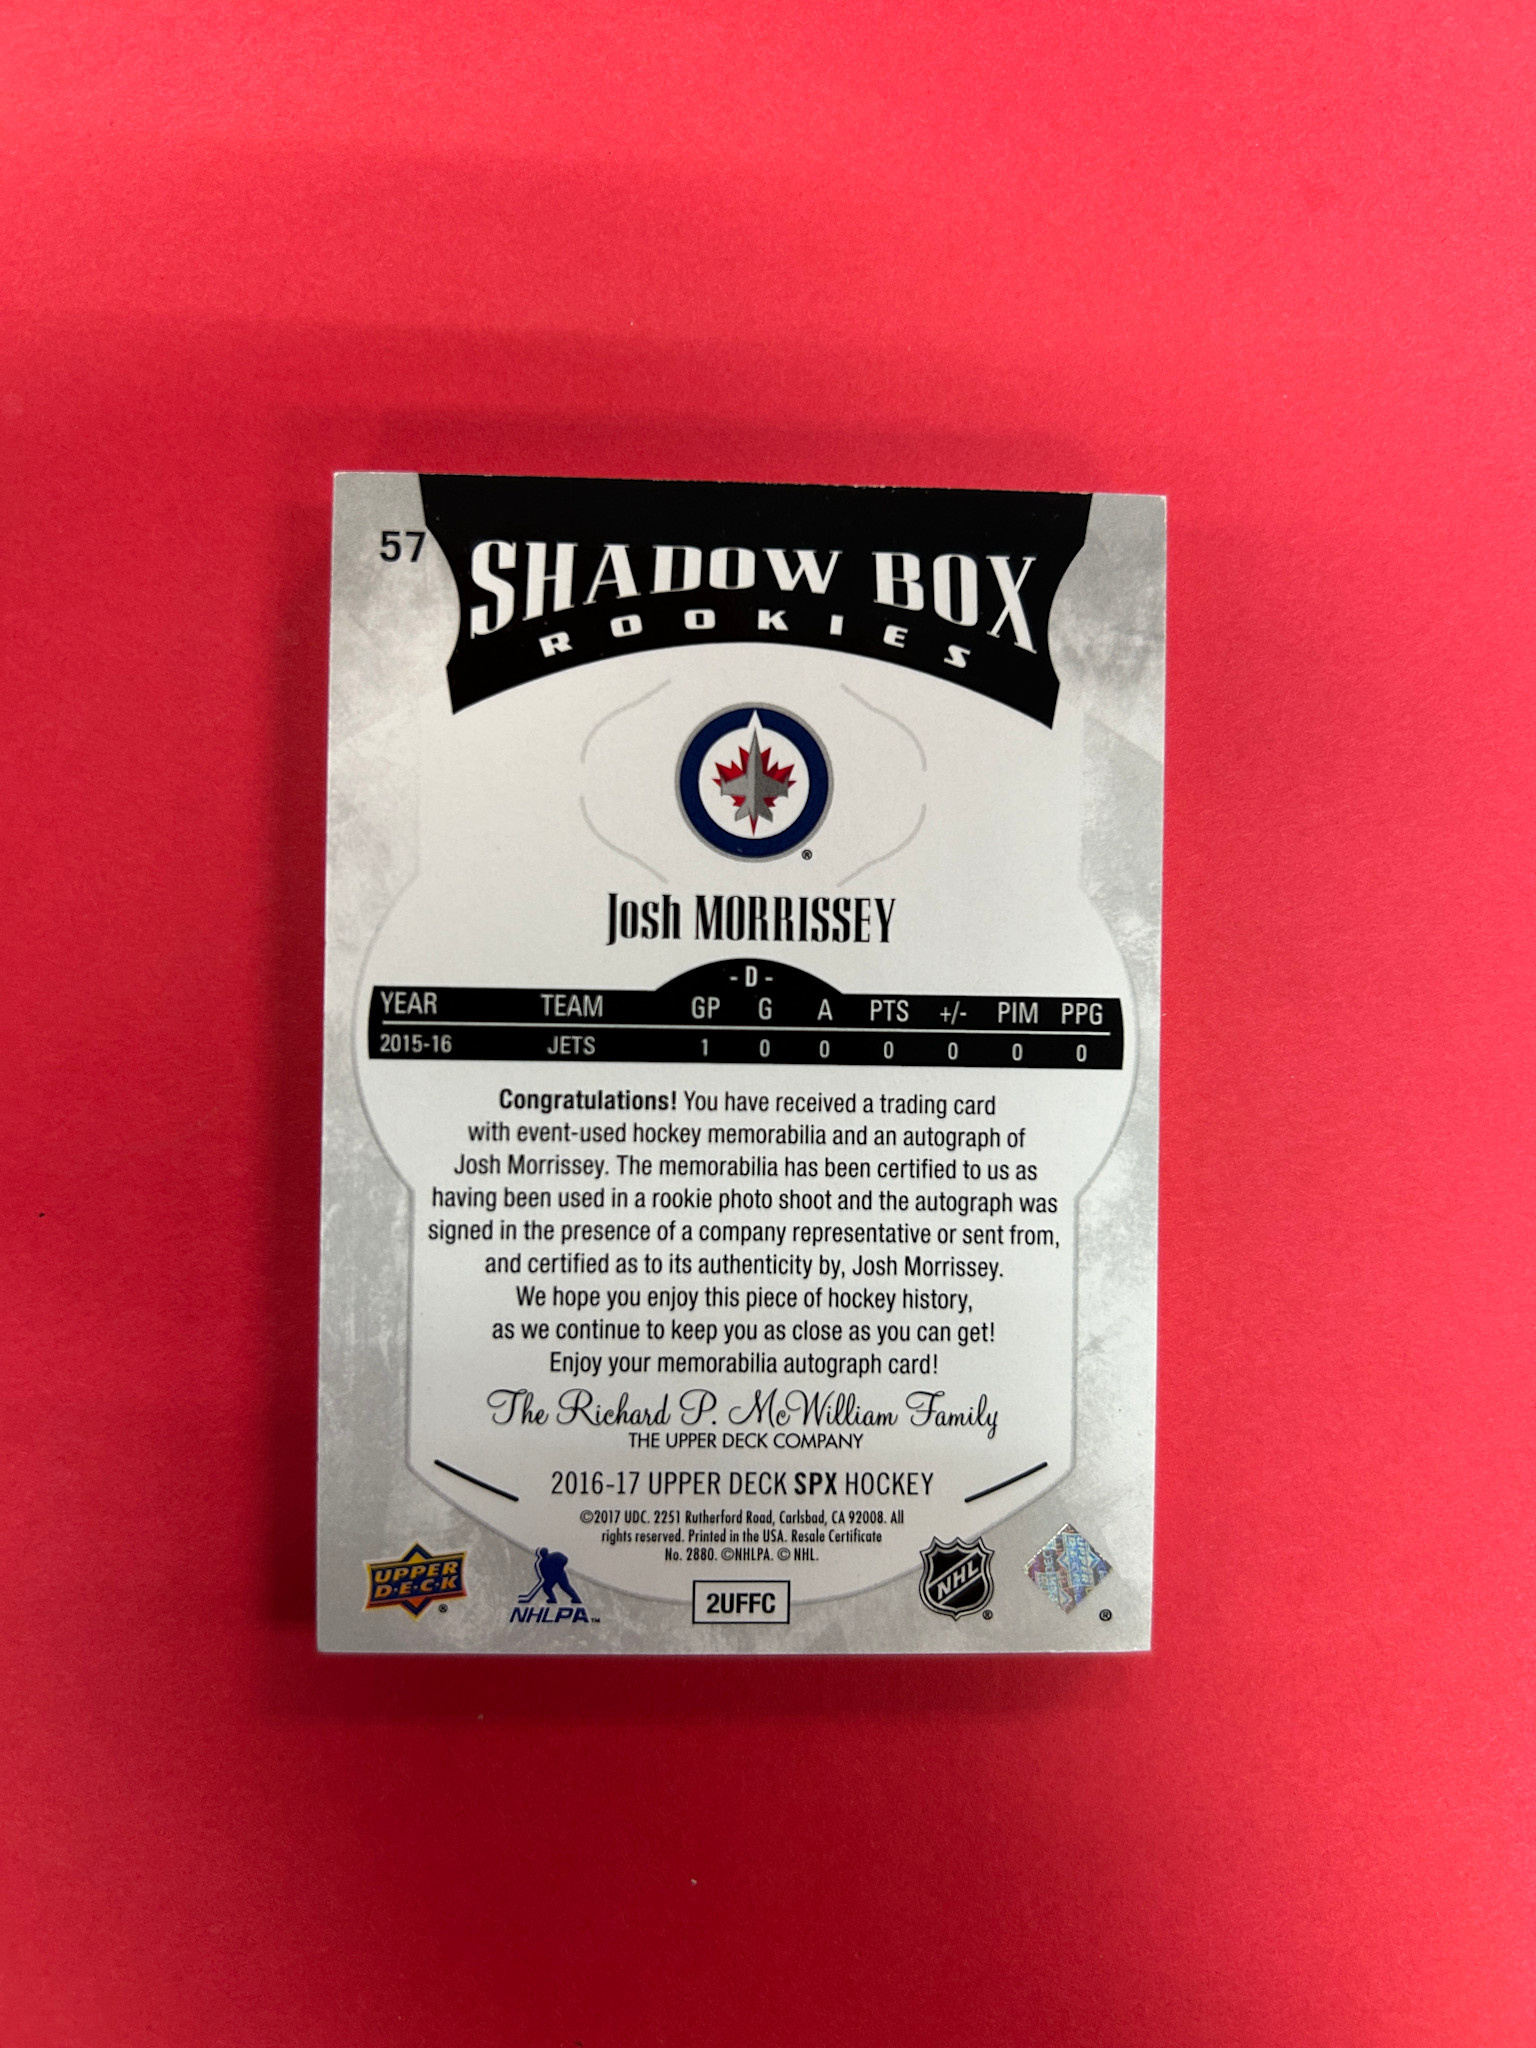 57
SHADOW BOX
ROOKIES
®
Josh MORRISSEY
- D -
YEAR TEAM GP G A PTS +/- PIM PPG
2015-16 JETS 1 0 0 0 0 0 0
Congratulations! You have received a trading card
with event-used hockey memorabilia and an autograph of
Josh Morrissey. The memorabilia has been certified to us as
having been used in a rookie photo shoot and the autograph was
signed in the presence of a company representative or sent from,
and certified as to its authenticity by, Josh Morrissey.
We hope you enjoy this piece of hockey history,
as we continue to keep you as close as you can get!
Enjoy your memorabilia autograph card!
The Richard P. McWilliam Family
THE UPPER DECK COMPANY
2016-17 UPPER DECK SPX HOCKEY
©2017 UDC. 2251 Rutherford Road, Carlsbad, CA 92008. All
rights reserved. Printed in the USA. Resale Certificate
No. 2880. ©NHLPA. © NHL.
UPPER
D·E·C·K ®
NHLPA™
2UFFC
NHL ®
®